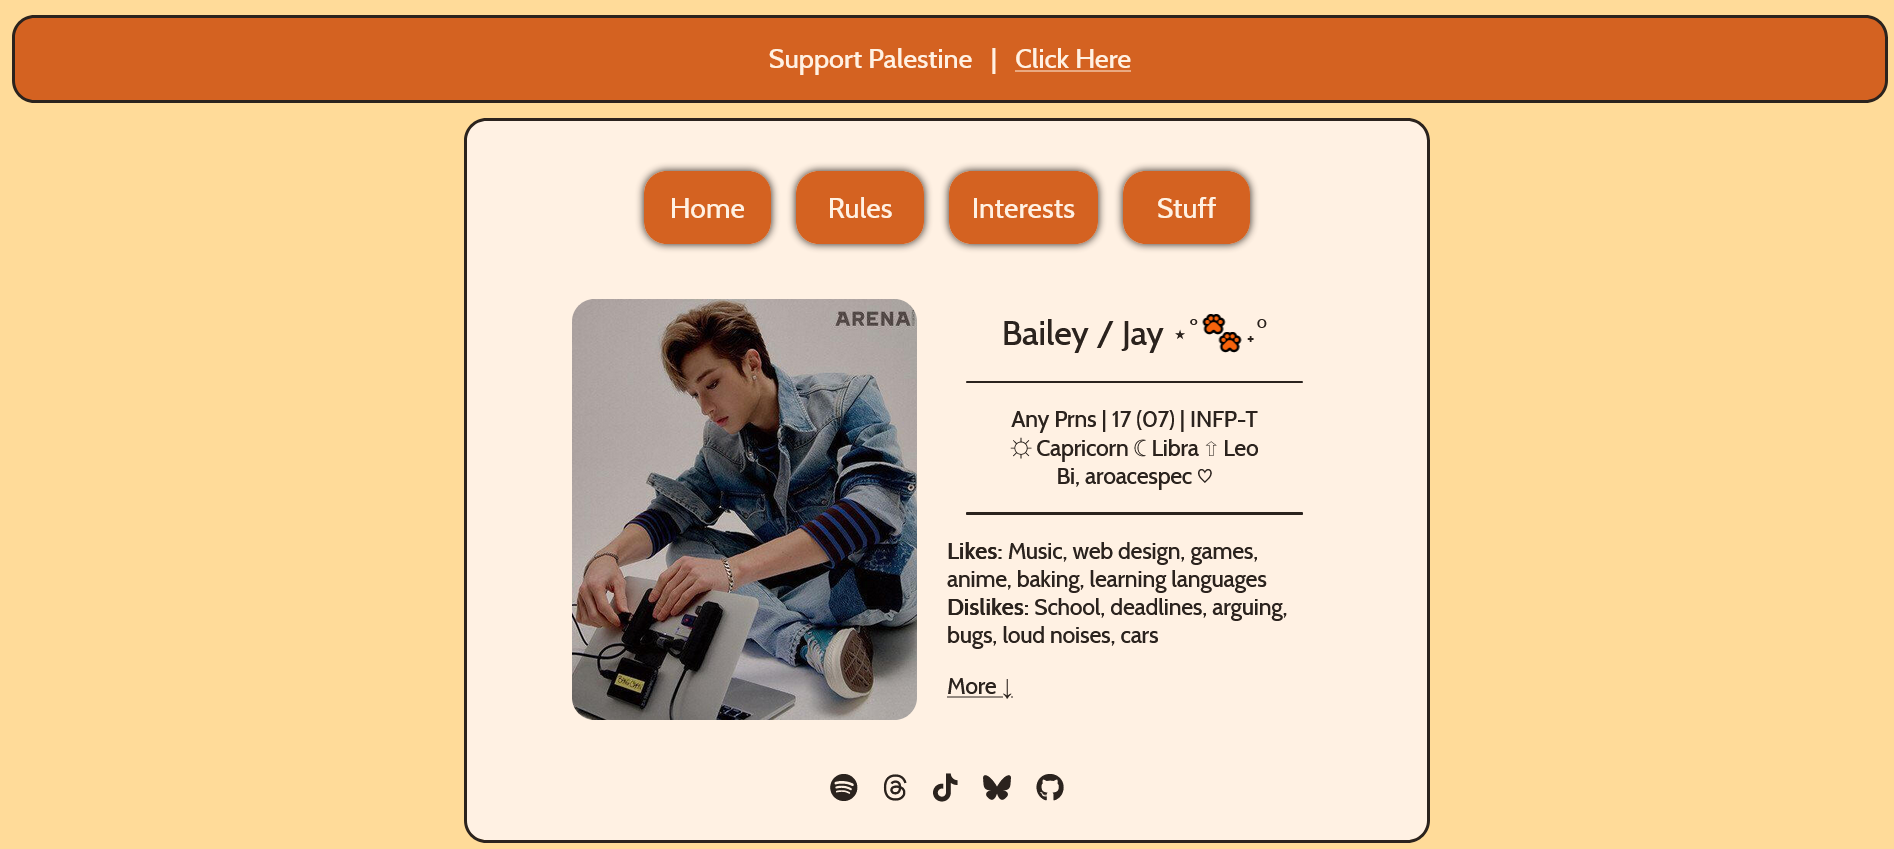 Support Palestine | Click Here
Home Rules Interests Stuff
ARENA
Bailey / Jay ⋆˚🐾˖°
Any Prns | 17 (07) | INFP-T
☼ Capricorn ☾ Libra ⇧ Leo
Bi, aroacespec ♡
Likes: Music, web design, games,
anime, baking, learning languages
Dislikes: School, deadlines, arguing,
bugs, loud noises, cars
More ↓